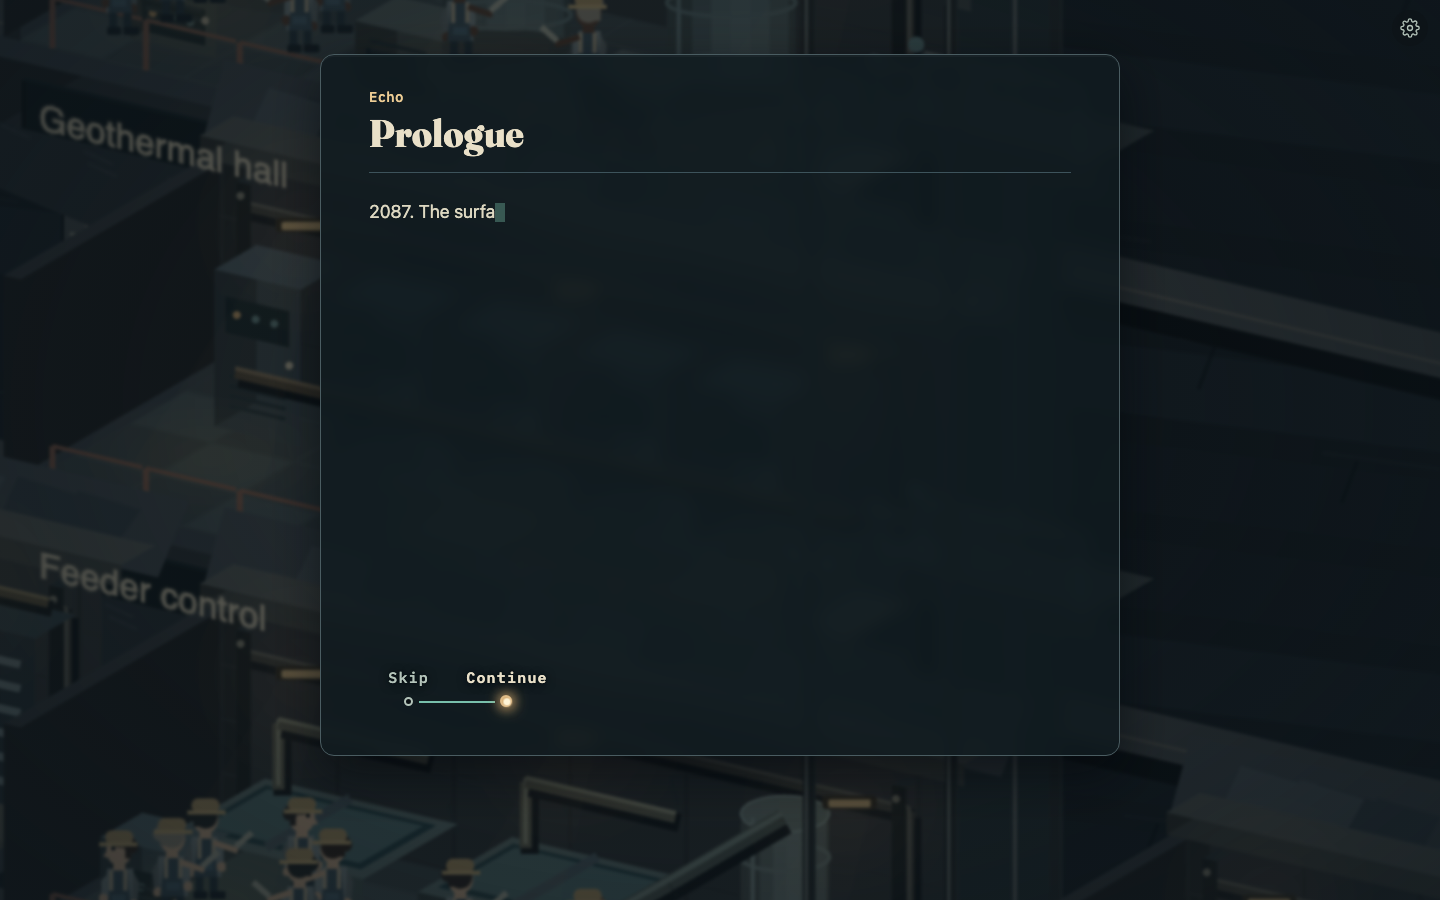 Geothermal hall
Echo
Prologue
2087. The surfa
Feeder control
Skip
Continue